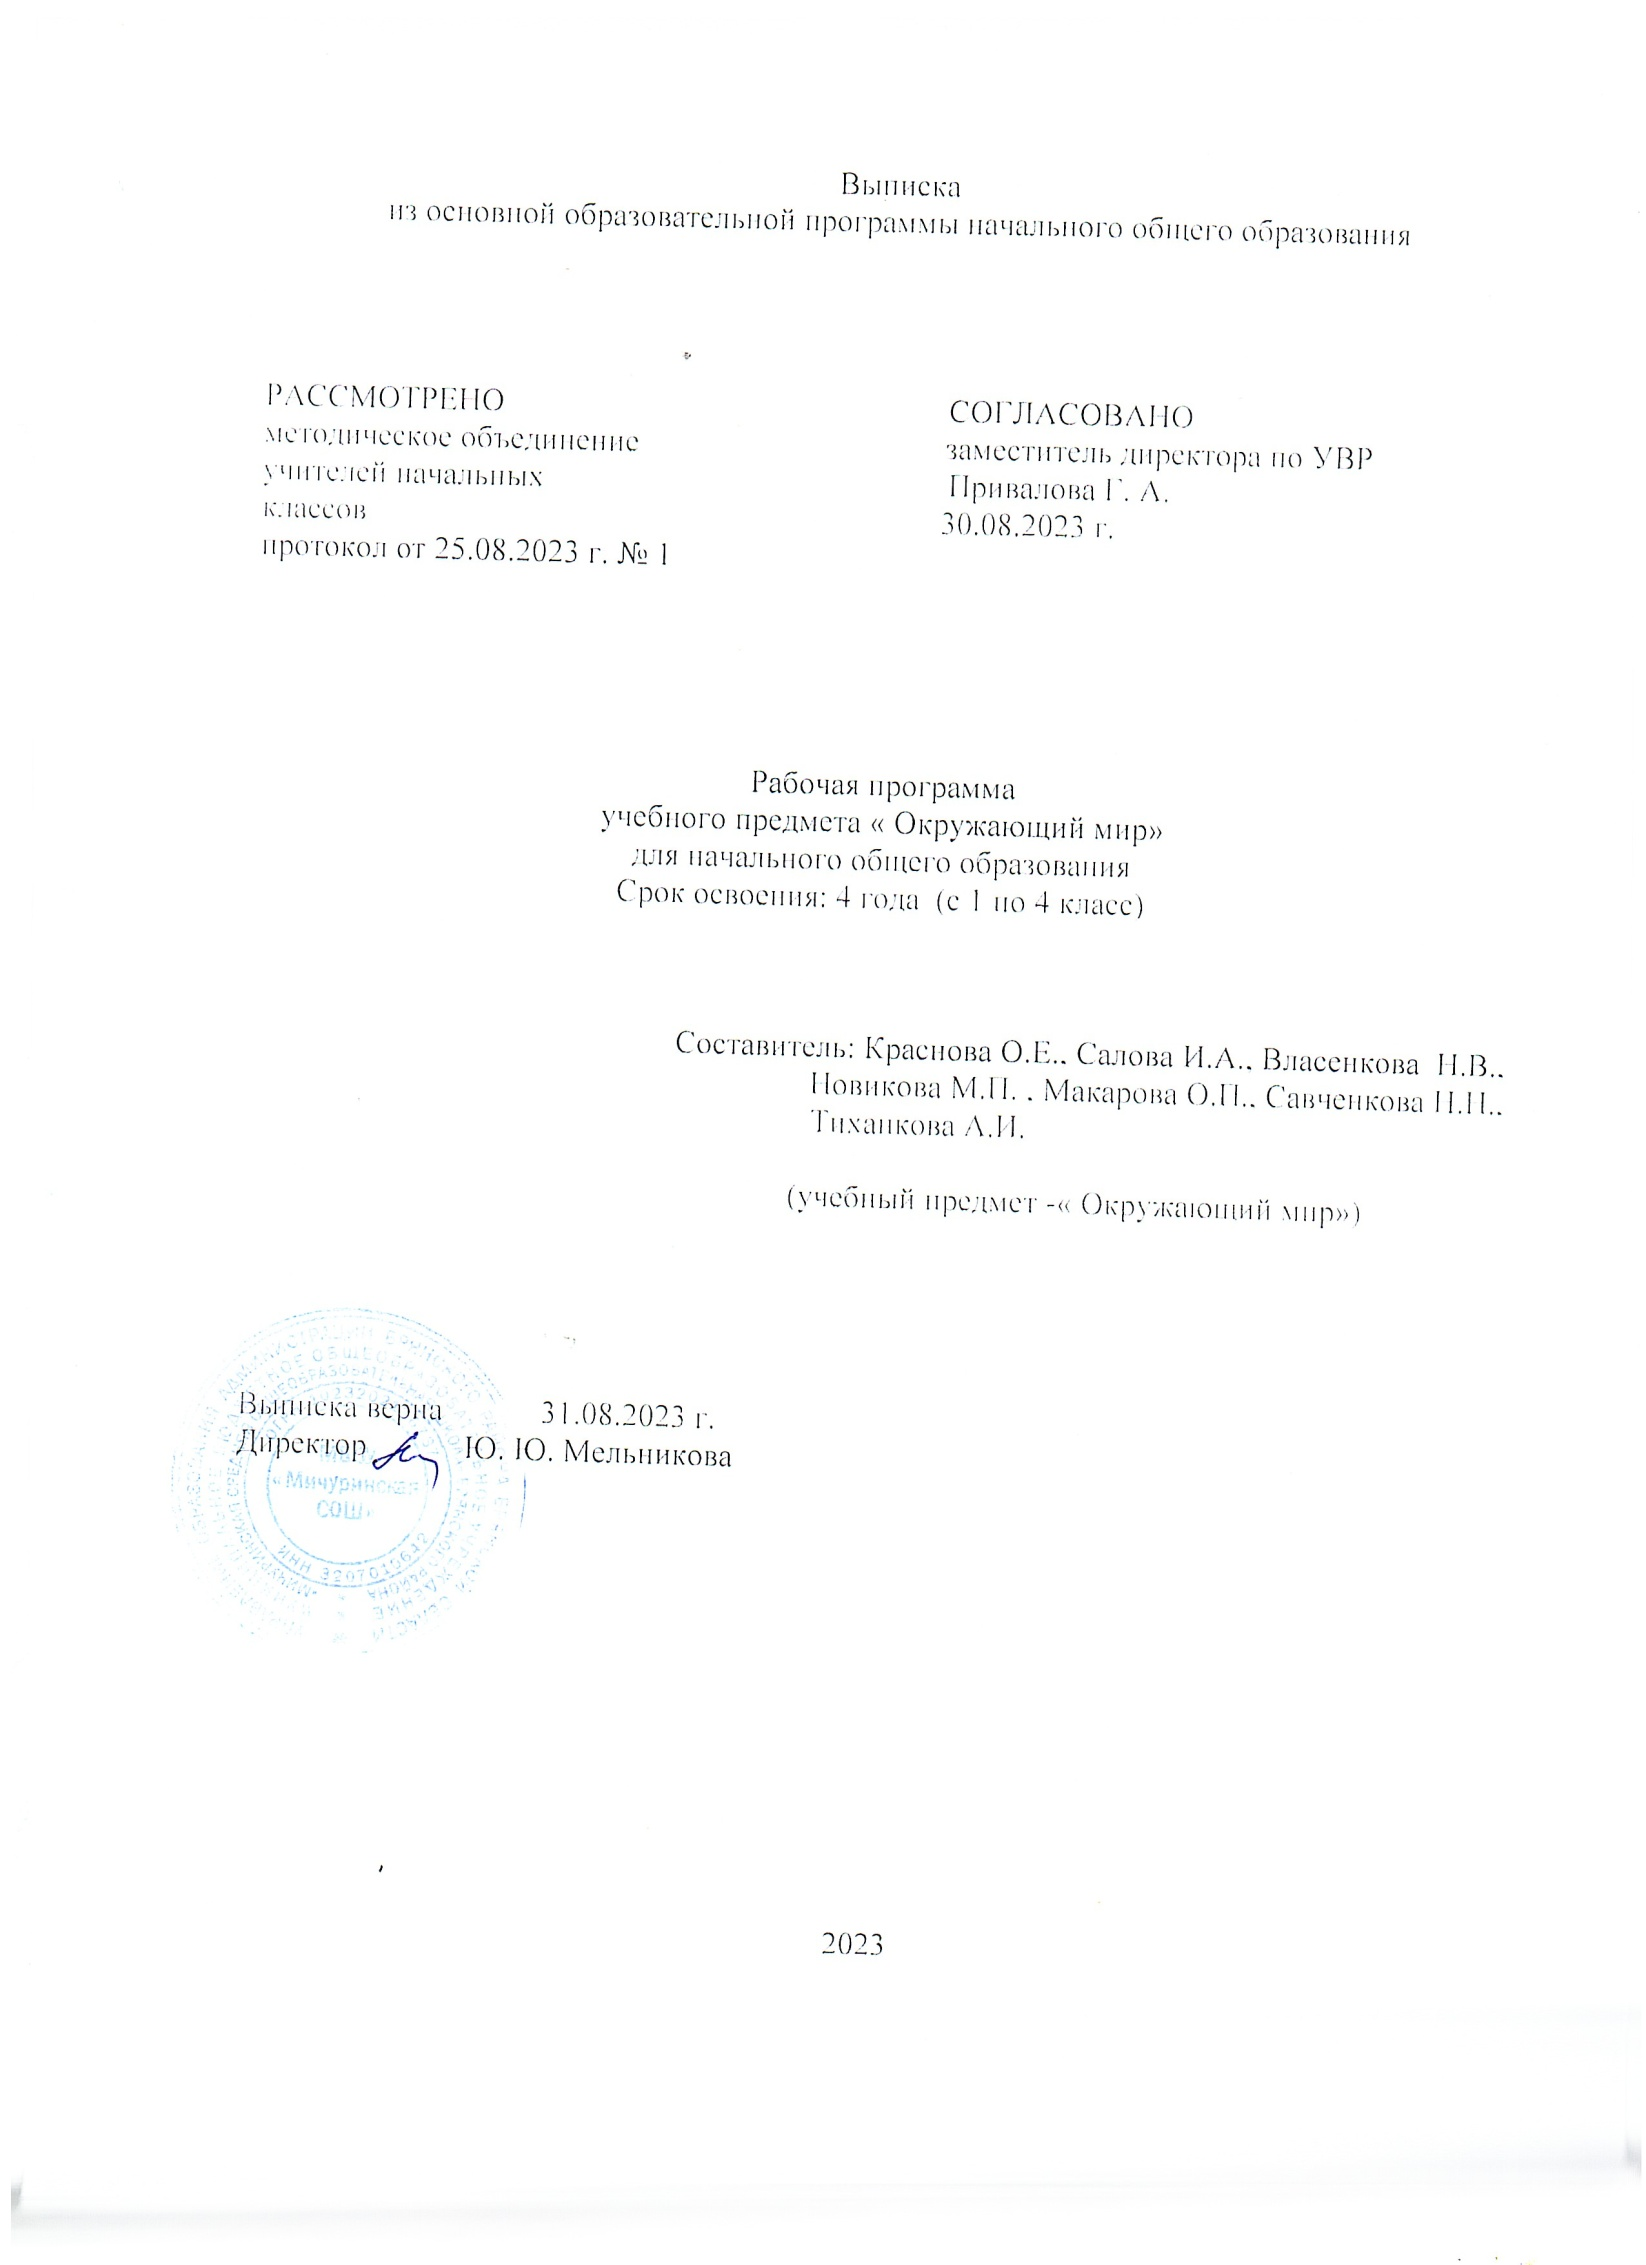 Выписка
из основной образовательной программы начального общего образования
РАССМОТРЕНО
методическое объединение
учителей начальных
классов
протокол от 25.08.2023 г. № 1
СОГЛАСОВАНО
заместитель директора по УВР
Привалова Г. А.
30.08.2023 г.
Рабочая программа
учебного предмета « Окружающий мир»
для начального общего образования
Срок освоения: 4 года (с 1 по 4 класс)
Составитель: Краснова О.Е., Салова И.А., Власенкова Н.В.,
Новикова М.П. , Макарова О.П., Савченкова Н.Н.,
Тиханкова А.И.
(учебный предмет -« Окружающий мир»)
Выписка верна 31.08.2023 г.
Директор Ю. Ю. Мельникова
«Мичуринская
СОШ»
ИНН 3207010642
2023